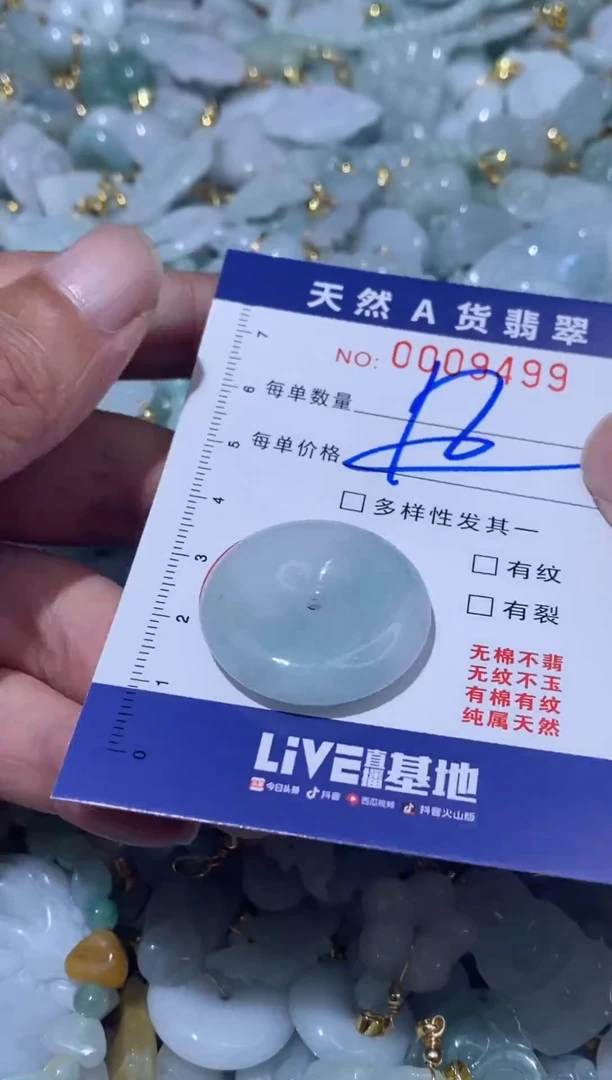 天然A货翡翠
NO: 0009499
每单数量
每单价格
多样性发其一
有纹
有裂
无棉不翡
无纹不玉
有棉有纹
纯属天然
7
6
5
4
3
2
1
0
LiVE直播基地
今日头条 抖音 西瓜视频 抖音火山版